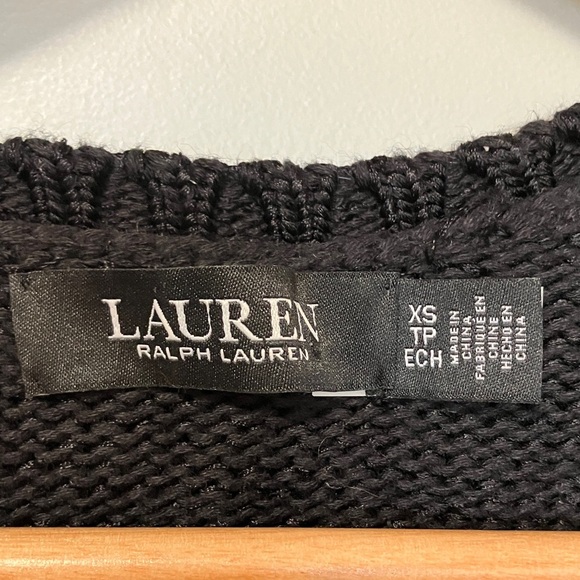 LAUREN
RALPH LAUREN
XS
TP
ECH
MADE IN
CHINA
FABRIQUE EN
CHINE
HECHO EN
CHINA